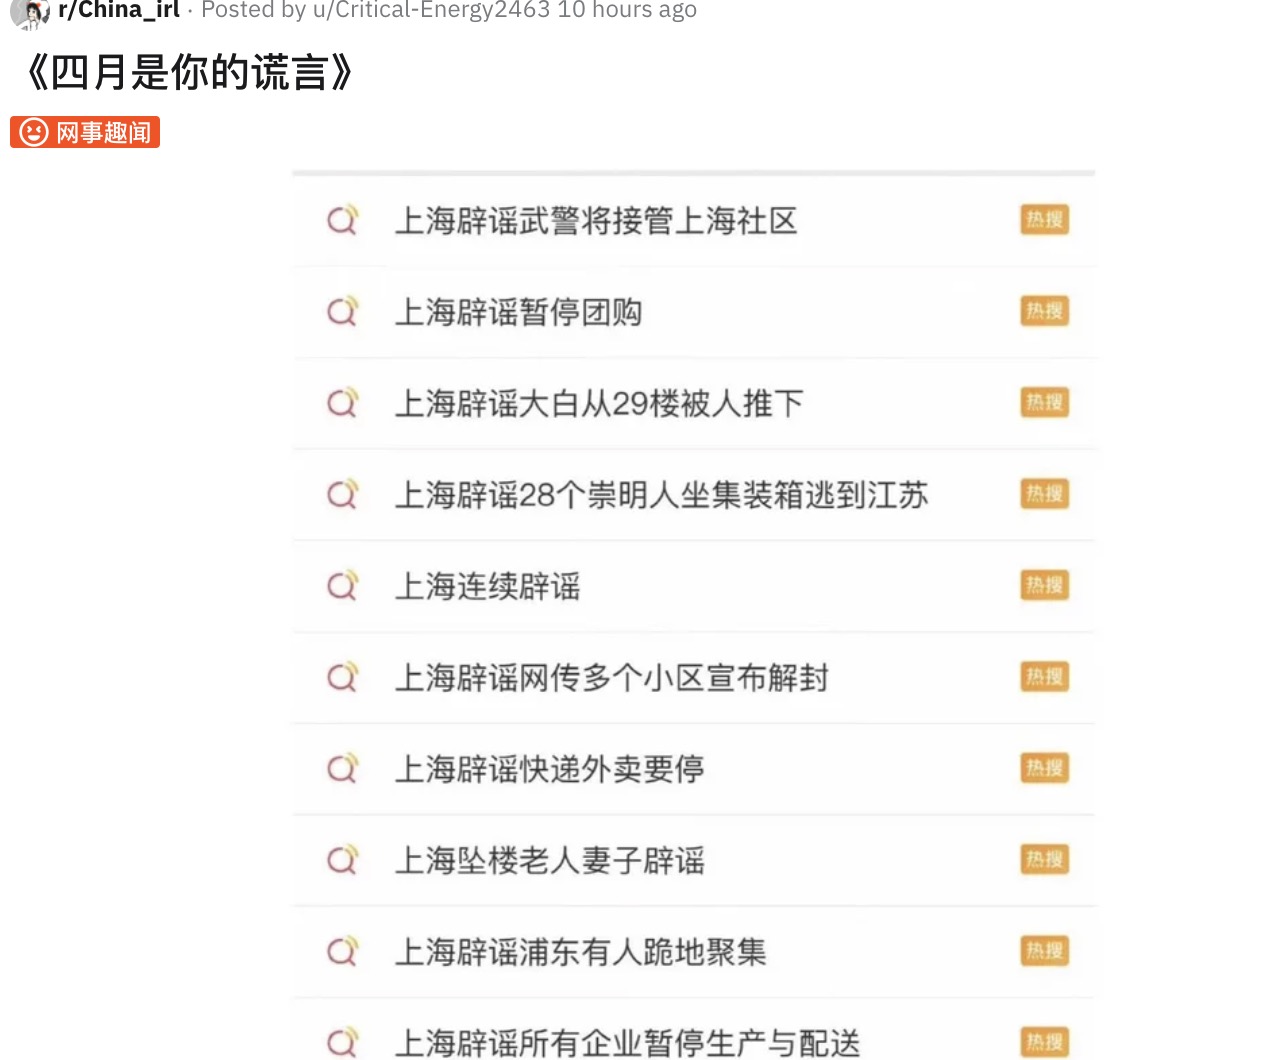 r/China_irl · Posted by u/Critical-Energy2463 10 hours ago
《四月是你的谎言》
网事趣闻
上海辟谣武警将接管上海社区 热搜
上海辟谣暂停团购 热搜
上海辟谣大白从29楼被人推下 热搜
上海辟谣28个崇明人坐集装箱逃到江苏 热搜
上海连续辟谣 热搜
上海辟谣网传多个小区宣布解封 热搜
上海辟谣快递外卖要停 热搜
上海坠楼老人妻子辟谣 热搜
上海辟谣浦东有人跪地聚集 热搜
上海辟谣所有企业暂停生产与配送 热搜